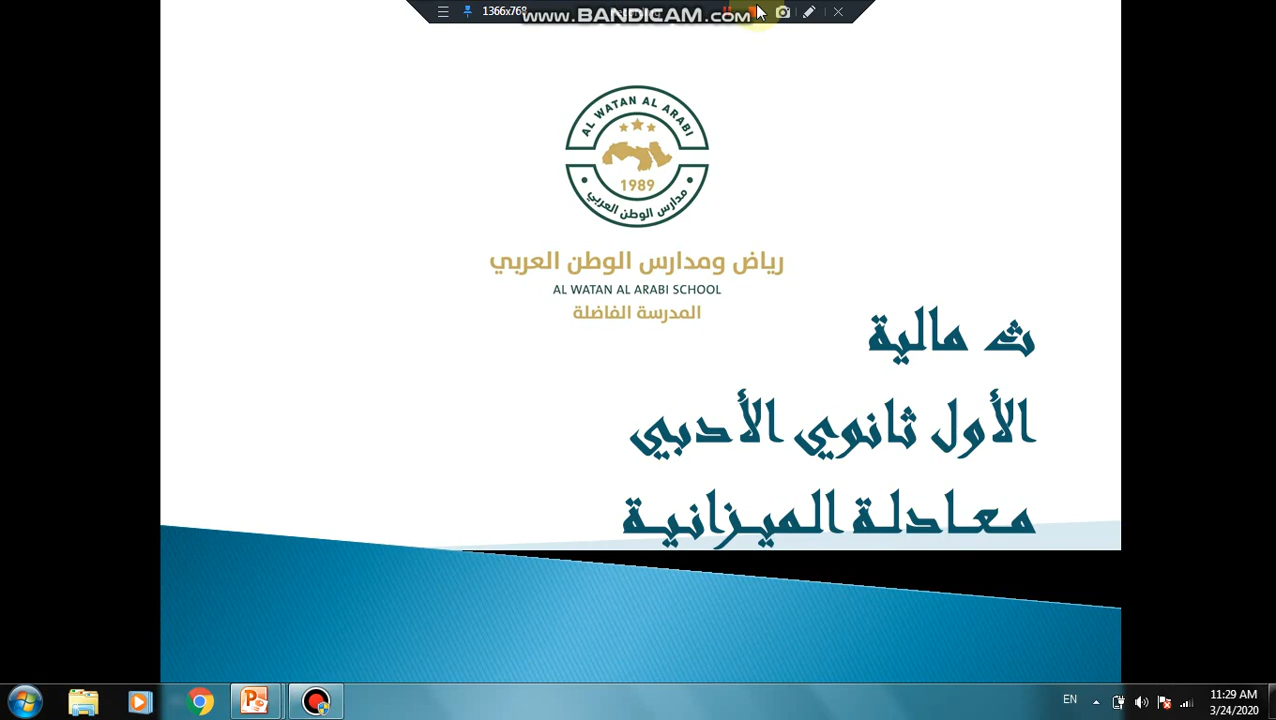 1366x768
www.BANDICAM.com
AL WATAN AL ARABI
1989
مدارس الوطن العربي
رياض ومدارس الوطن العربي
AL WATAN AL ARABI SCHOOL
المدرسة الفاضلة
ث مالية
الأول ثانوي الأدبي
معادلة الميزانية
EN
11:29 AM
3/24/2020